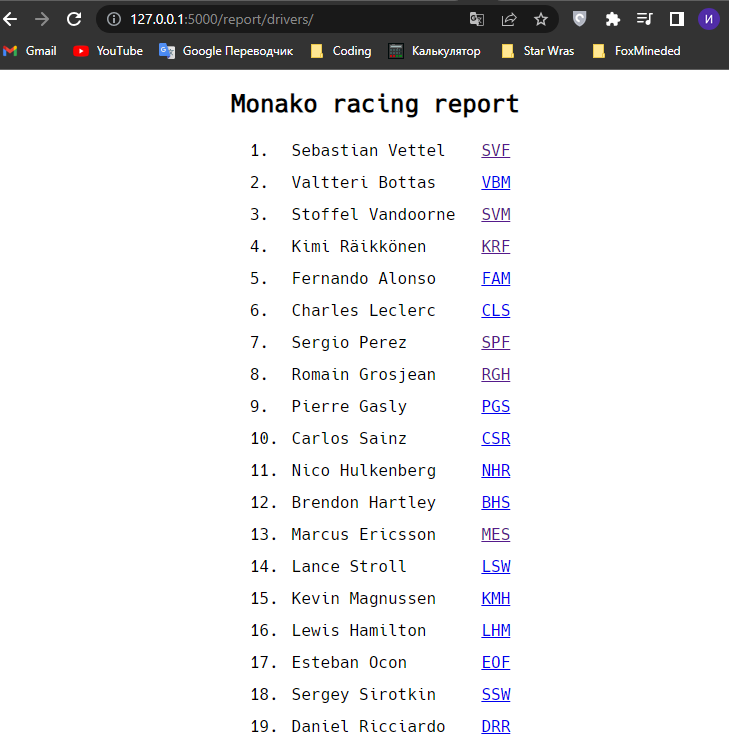 127.0.0.1:5000/report/drivers/
И
Gmail YouTube Google Переводчик Coding Калькулятор Star Wras FoxMineded
Monako racing report
1. Sebastian Vettel SVF
2. Valtteri Bottas VBM
3. Stoffel Vandoorne SVM
4. Kimi Räikkönen KRF
5. Fernando Alonso FAM
6. Charles Leclerc CLS
7. Sergio Perez SPF
8. Romain Grosjean RGH
9. Pierre Gasly PGS
10. Carlos Sainz CSR
11. Nico Hulkenberg NHR
12. Brendon Hartley BHS
13. Marcus Ericsson MES
14. Lance Stroll LSW
15. Kevin Magnussen KMH
16. Lewis Hamilton LHM
17. Esteban Ocon EOF
18. Sergey Sirotkin SSW
19. Daniel Ricciardo DRR